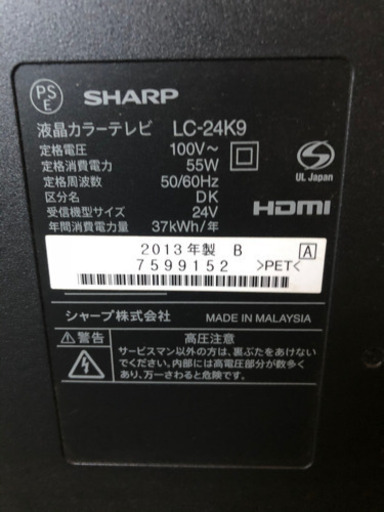 PS E SHARP
液晶カラーテレビ LC-24K9
定格電圧 100V~
定格消費電力 55W
定格周波数 50/60Hz
区分名 DK
受信機型サイズ 24V
年間消費電力量 37kWh/年
UL Japan
HDMI
2013年製 B A
7599152 >PET<
シャープ株式会社 MADE IN MALAYSIA
⚠警告 高圧注意
サービスマン以外の方は、裏ぶたをあけないで
ください。内部には高電圧部分が数多く
あり、万一さわると危険です。